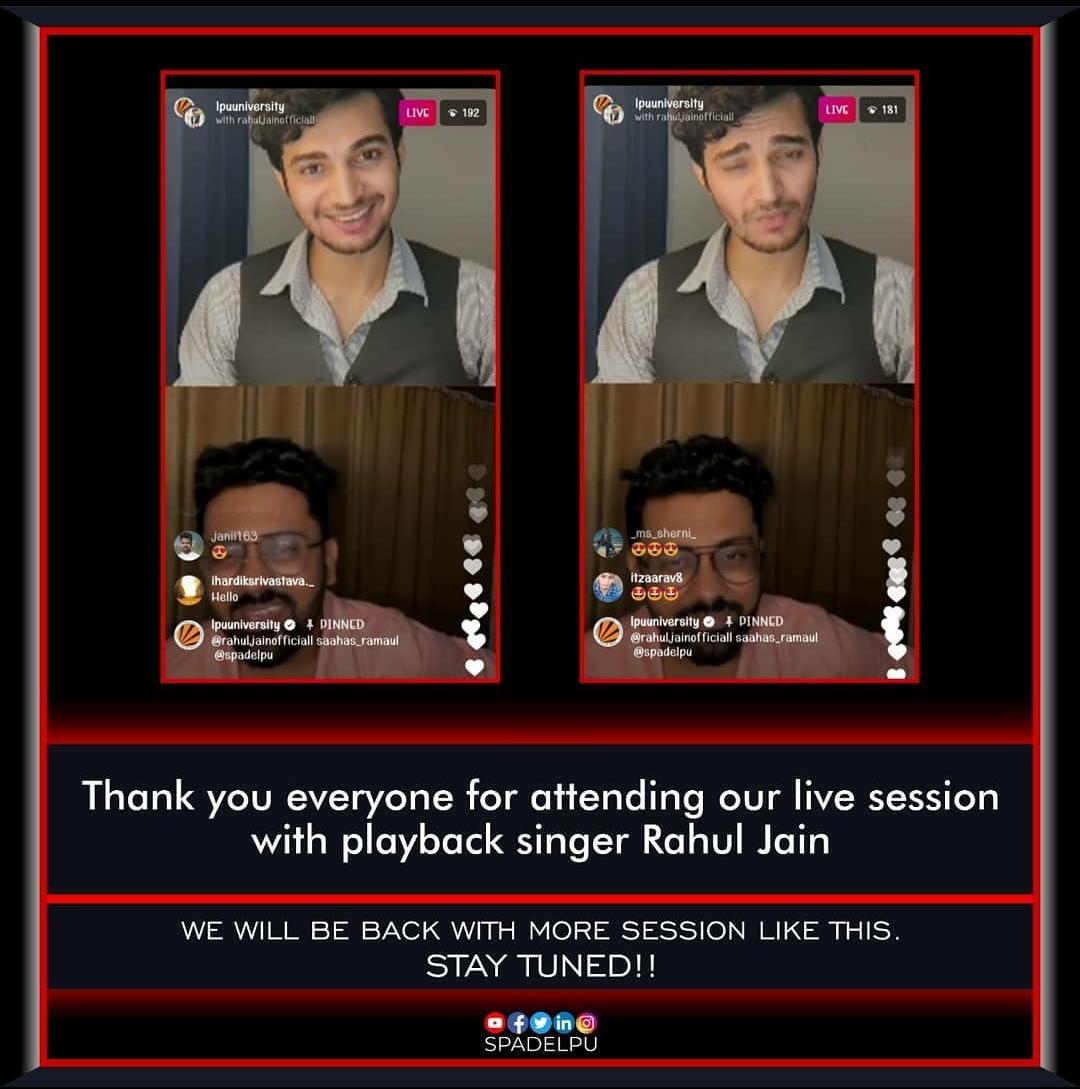 lpuuniversity
with rahuljainofficiall
LIVE
192
janii163
😍
ihardiksrivastava._
Hello
lpuuniversity PINNED
@rahuljainofficiall saahas_ramaul
@spadelpu
lpuuniversity
with rahuljainofficiall
LIVE
181
_ms_sherni_
😍😍😍
itzaarav8
🤩🤩🤩
lpuuniversity PINNED
@rahuljainofficiall saahas_ramaul
@spadelpu
Thank you everyone for attending our live session
with playback singer Rahul Jain
WE WILL BE BACK WITH MORE SESSION LIKE THIS.
STAY TUNED!!
SPADELPU